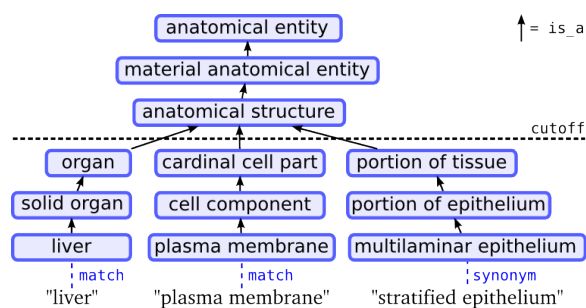 anatomical entity
= is_a
material anatomical entity
anatomical structure
cutoff
organ cardinal cell part portion of tissue
solid organ cell component portion of epithelium
liver plasma membrane multilaminar epithelium
match match synonym
"liver" "plasma membrane" "stratified epithelium"